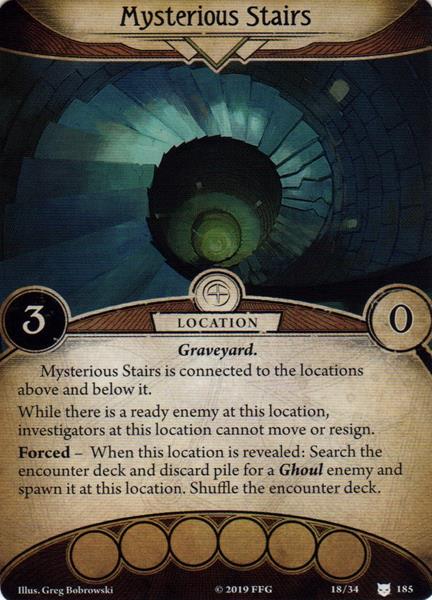 Mysterious Stairs
3
LOCATION
0
Graveyard.
Mysterious Stairs is connected to the locations
above and below it.
While there is a ready enemy at this location,
investigators at this location cannot move or resign.
Forced – When this location is revealed: Search the
encounter deck and discard pile for a Ghoul enemy and
spawn it at this location. Shuffle the encounter deck.
Illus. Greg Bobrowski
© 2019 FFG
18/34
185